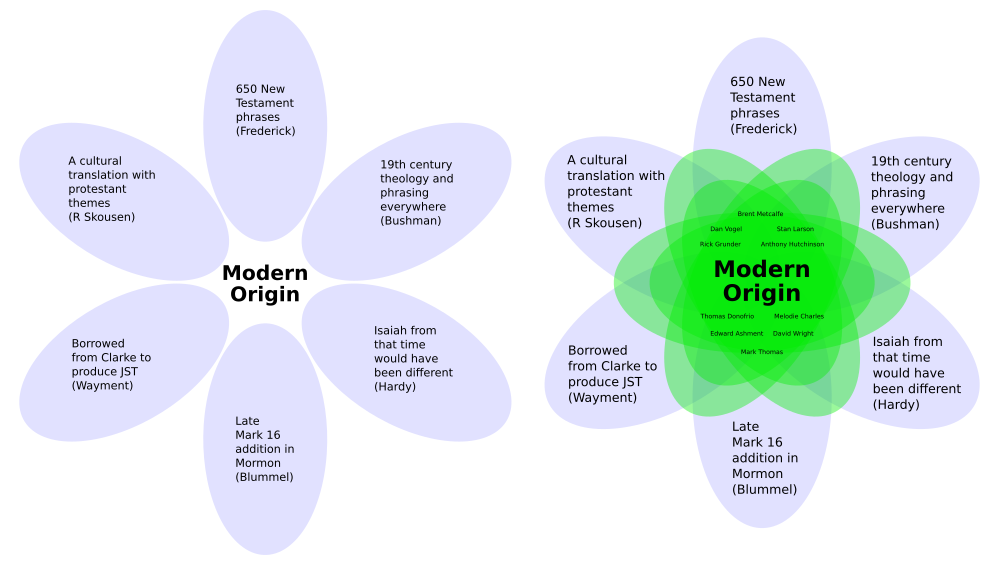 650 New
Testament
phrases
(Frederick)
A cultural
translation with
protestant
themes
(R Skousen)
19th century
theology and
phrasing
everywhere
(Bushman)
Modern
Origin
Borrowed
from Clarke to
produce JST
(Wayment)
Isaiah from
that time
would have
been different
(Hardy)
Late
Mark 16
addition in
Mormon
(Blummel)
650 New
Testament
phrases
(Frederick)
A cultural
translation with
protestant
themes
(R Skousen)
19th century
theology and
phrasing
everywhere
(Bushman)
Brent Metcalfe
Dan Vogel
Stan Larson
Rick Grunder
Anthony Hutchinson
Modern
Origin
Thomas Donofrio
Melodie Charles
Edward Ashment
David Wright
Mark Thomas
Borrowed
from Clarke to
produce JST
(Wayment)
Isaiah from
that time
would have
been different
(Hardy)
Late
Mark 16
addition in
Mormon
(Blummel)